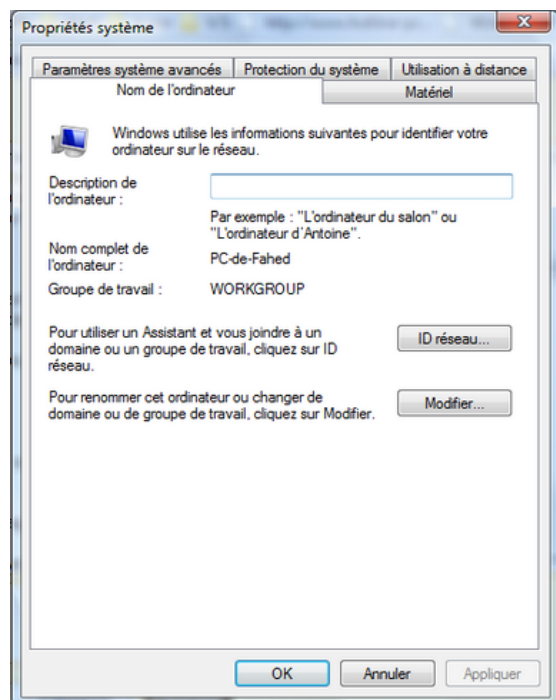 Propriétés système
Paramètres système avancés Protection du système Utilisation à distance
Nom de l'ordinateur Matériel
Windows utilise les informations suivantes pour identifier votre
ordinateur sur le réseau.
Description de
l'ordinateur :
Par exemple : "L'ordinateur du salon" ou
"L'ordinateur d'Antoine".
Nom complet de
l'ordinateur :
PC-de-Fahed
Groupe de travail : WORKGROUP
Pour utiliser un Assistant et vous joindre à un
domaine ou un groupe de travail, cliquez sur ID
réseau.
ID réseau...
Pour renommer cet ordinateur ou changer de
domaine ou de groupe de travail, cliquez sur Modifier.
Modifier...
OK Annuler Appliquer